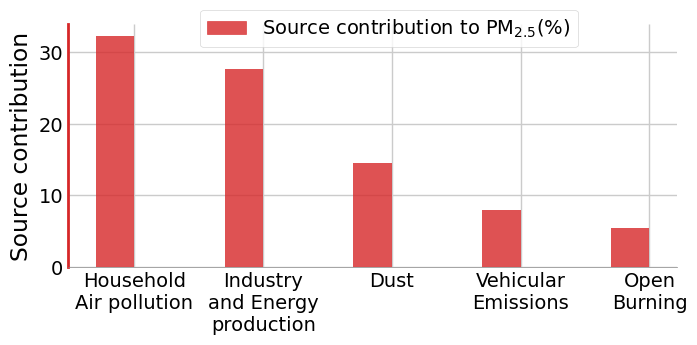 Source contribution to PM2.5(%)
Source contribution
30
20
10
0
Household
Air pollution
Industry
and Energy
production
Dust
Vehicular
Emissions
Open
Burning